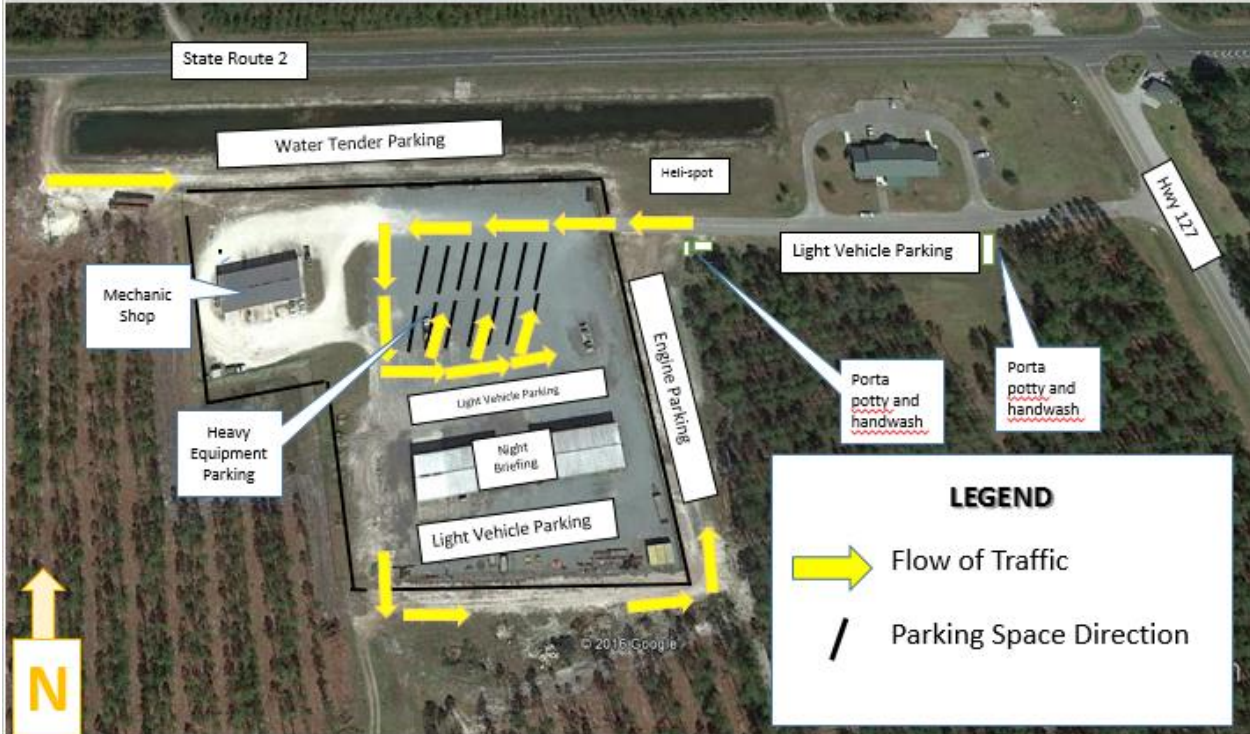 State Route 2
Water Tender Parking
Heli-spot
Hwy 127
Light Vehicle Parking
Mechanic
Shop
Engine Parking
Porta
potty and
handwash
Porta
potty and
handwash
Light Vehicle Parking
Heavy
Equipment
Parking
Night
Briefing
Light Vehicle Parking
LEGEND
Flow of Traffic
Parking Space Direction
© 2016 Google
N